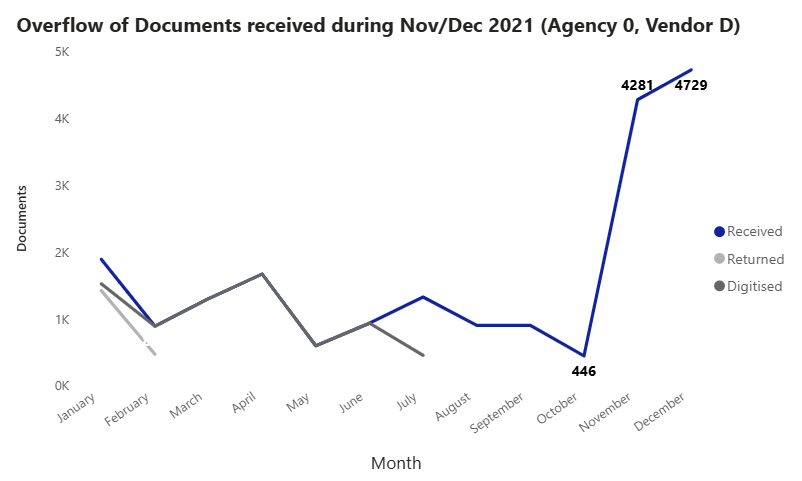 Overflow of Documents received during Nov/Dec 2021 (Agency 0, Vendor D)
5K
4K
3K
2K
1K
0K
Documents
4281
4729
446
Received
Returned
Digitised
January
February
March
April
May
June
July
August
September
October
November
December
Month